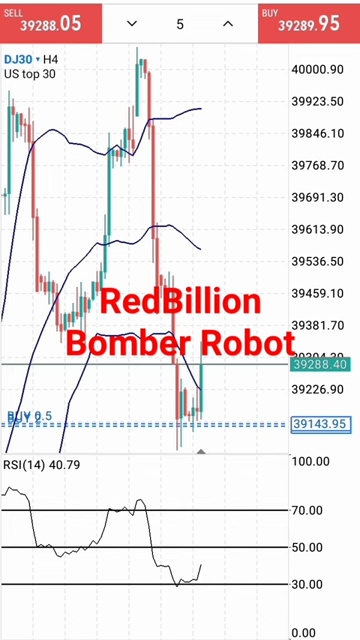 SELL
39288.05
5
BUY
39289.95
DJ30 H4
US top 30
40000.90
39923.50
39846.10
39768.70
39691.30
39613.90
39536.50
39459.10
RedBillion
39381.70
Bomber Robot
39288.40
39226.90
BUY 0.5
39143.95
RSI(14) 40.79
100.00
70.00
50.00
30.00
0.00